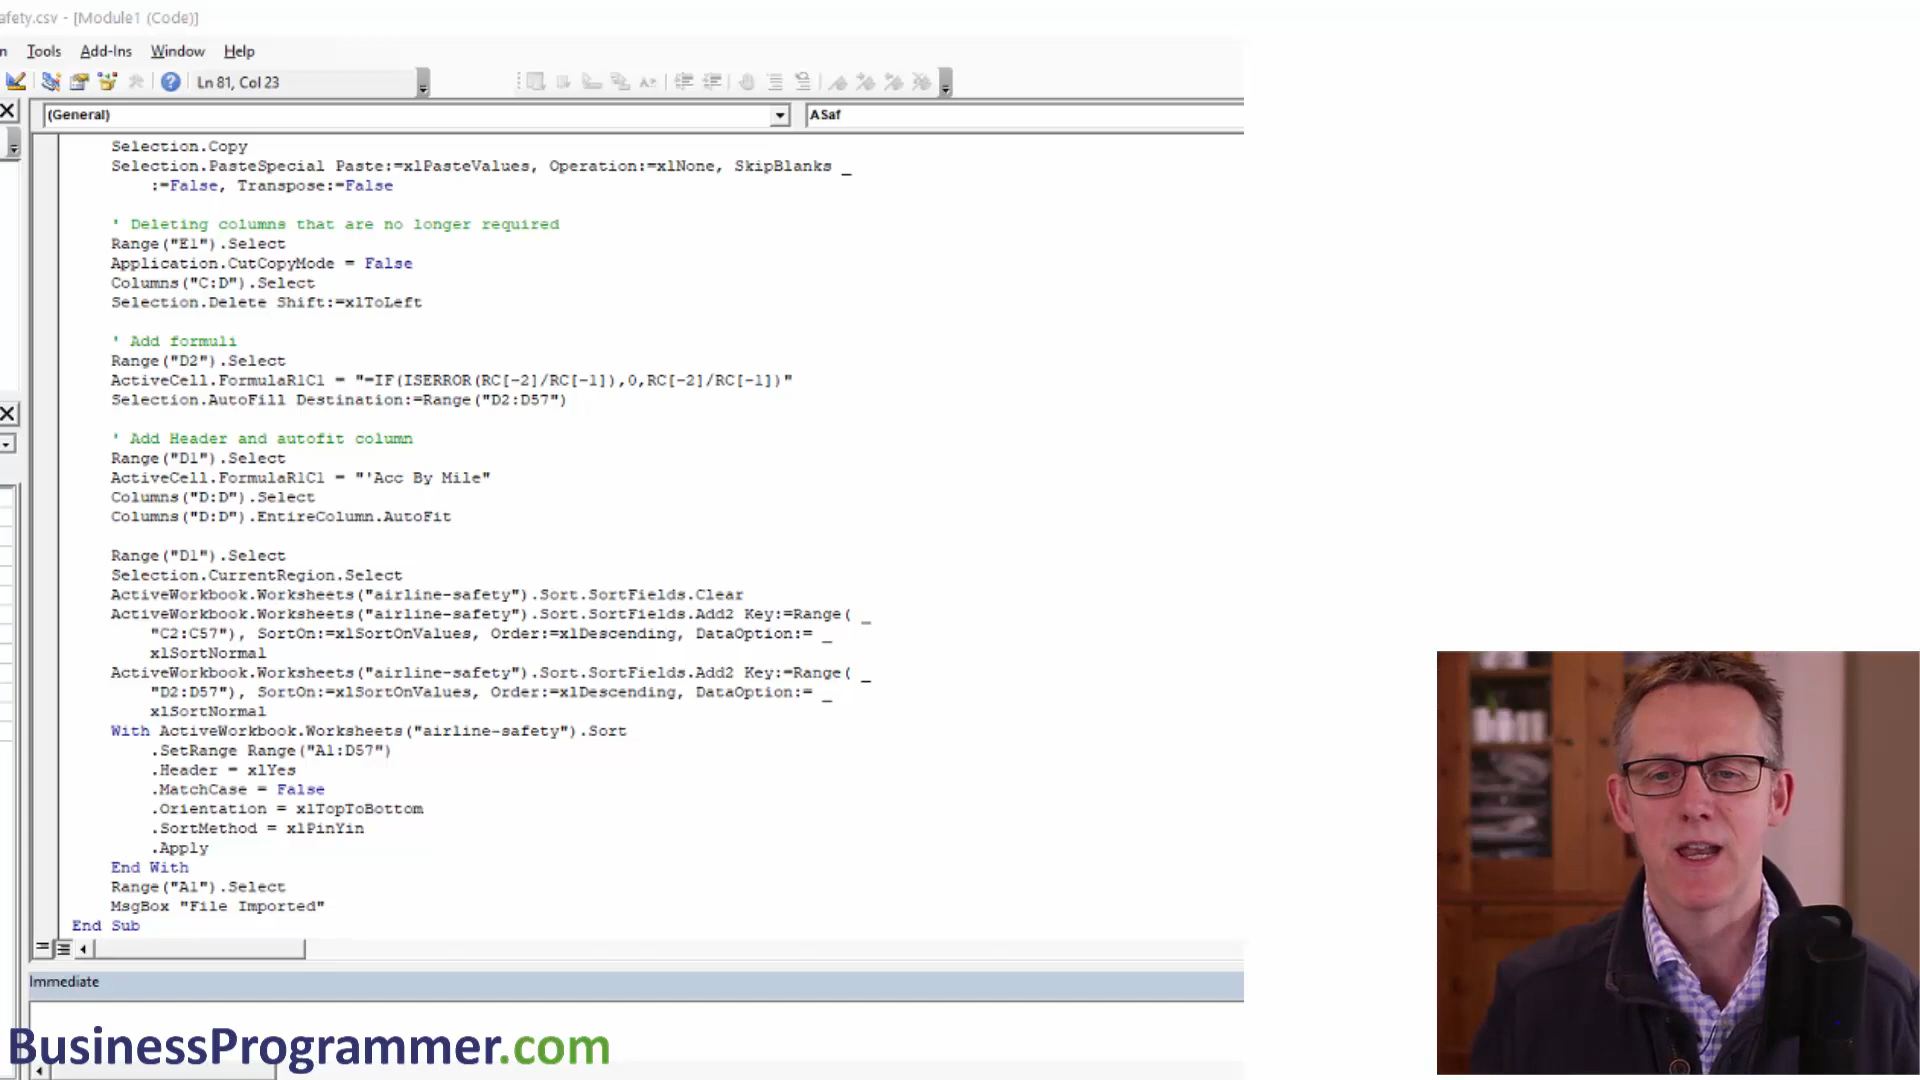 afety.csv - [Module1 (Code)]
Tools Add-Ins Window Help
Ln 81, Col 23
(General) ASaf
Selection.Copy
Selection.PasteSpecial Paste:=xlPasteValues, Operation:=xlNone, SkipBlanks _
:=False, Transpose:=False
' Deleting columns that are no longer required
Range("E1").Select
Application.CutCopyMode = False
Columns("C:D").Select
Selection.Delete Shift:=xlToLeft
' Add formuli
Range("D2").Select
ActiveCell.FormulaR1C1 = "=IF(ISERROR(RC[-2]/RC[-1]),0,RC[-2]/RC[-1])"
Selection.AutoFill Destination:=Range("D2:D57")
' Add Header and autofit column
Range("D1").Select
ActiveCell.FormulaR1C1 = "'Acc By Mile"
Columns("D:D").Select
Columns("D:D").EntireColumn.AutoFit
Range("D1").Select
Selection.CurrentRegion.Select
ActiveWorkbook.Worksheets("airline-safety").Sort.SortFields.Clear
ActiveWorkbook.Worksheets("airline-safety").Sort.SortFields.Add2 Key:=Range( _
"C2:C57"), SortOn:=xlSortOnValues, Order:=xlDescending, DataOption:= _
xlSortNormal
ActiveWorkbook.Worksheets("airline-safety").Sort.SortFields.Add2 Key:=Range( _
"D2:D57"), SortOn:=xlSortOnValues, Order:=xlDescending, DataOption:= _
xlSortNormal
With ActiveWorkbook.Worksheets("airline-safety").Sort
.SetRange Range("A1:D57")
.Header = xlYes
.MatchCase = False
.Orientation = xlTopToBottom
.SortMethod = xlPinYin
.Apply
End With
Range("A1").Select
MsgBox "File Imported"
End Sub
Immediate
BusinessProgrammer.com